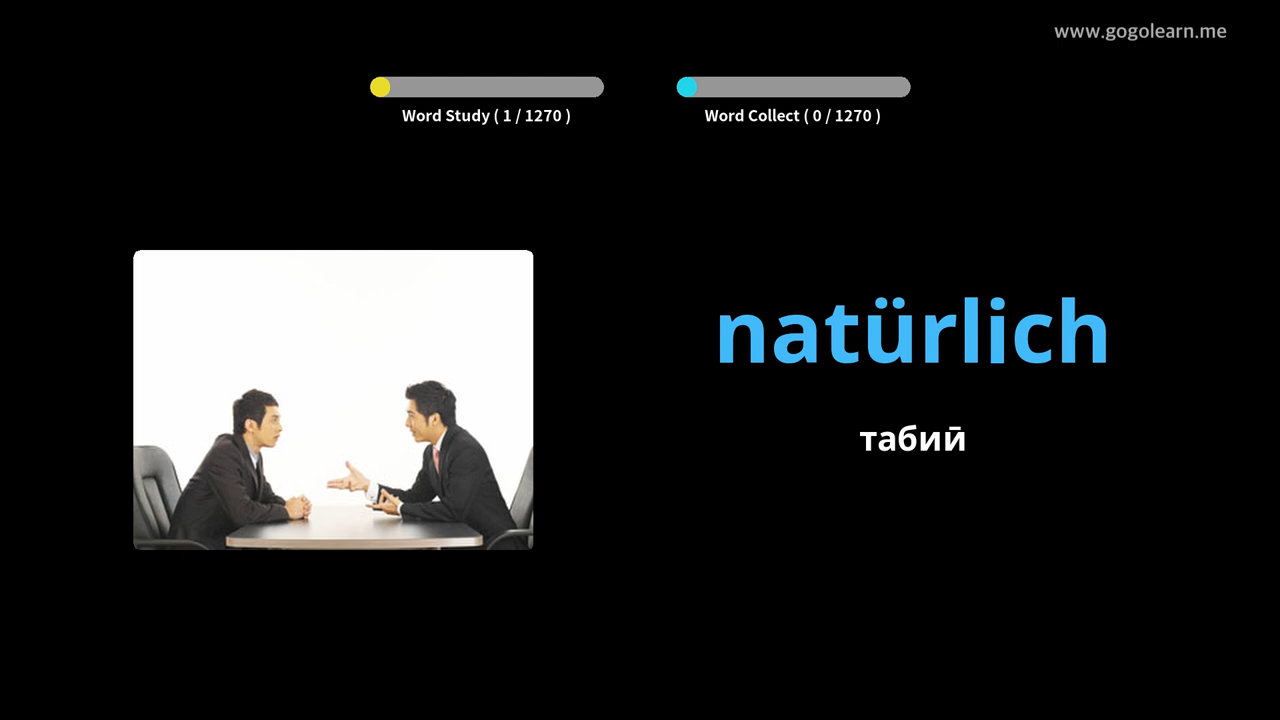 www.gogolearn.me
Word Study ( 1 / 1270 )
Word Collect ( 0 / 1270 )
natürlich
табиӣ